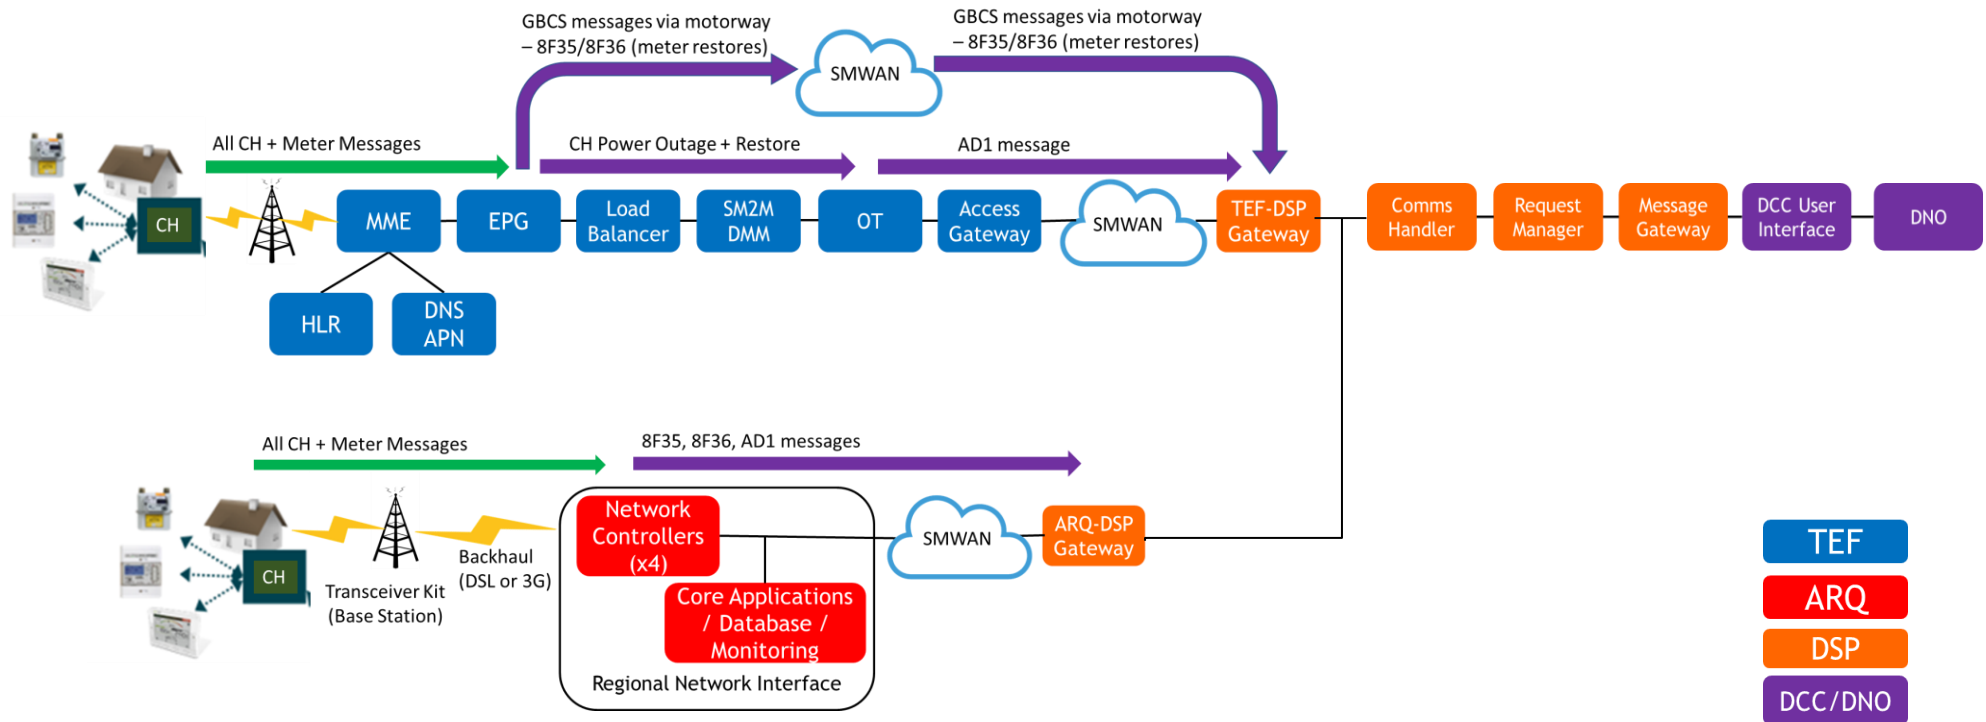 GBCS messages via motorway
– 8F35/8F36 (meter restores)
SMWAN
GBCS messages via motorway
– 8F35/8F36 (meter restores)
All CH + Meter Messages
CH Power Outage + Restore
AD1 message
CH
MME
EPG
Load
Balancer
SM2M
DMM
OT
Access
Gateway
SMWAN
TEF-DSP
Gateway
Comms
Handler
Request
Manager
Message
Gateway
DCC User
Interface
DNO
HLR
DNS
APN
All CH + Meter Messages
8F35, 8F36, AD1 messages
CH
Transceiver Kit
(Base Station)
Backhaul
(DSL or 3G)
Network
Controllers
(x4)
Core Applications
/ Database /
Monitoring
Regional Network Interface
SMWAN
ARQ-DSP
Gateway
TEF
ARQ
DSP
DCC/DNO